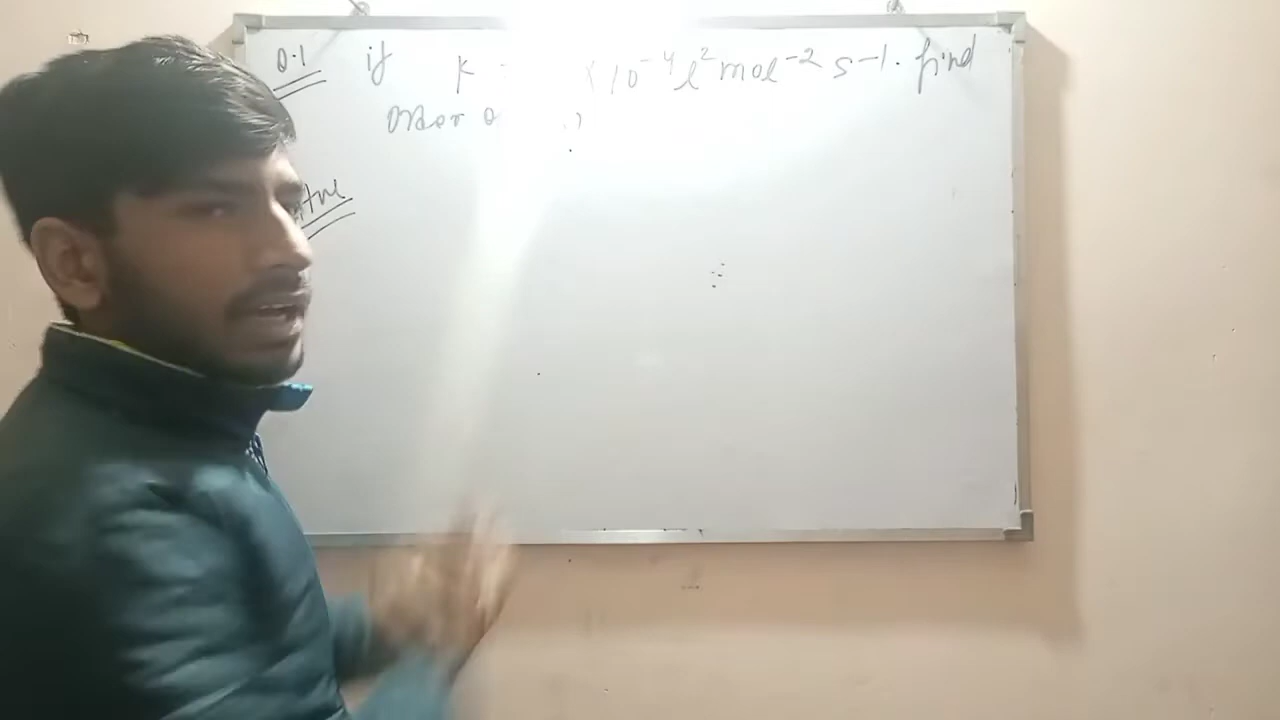 Q.1 if K ×10⁻⁴ l² mol⁻² s⁻¹. find
Order